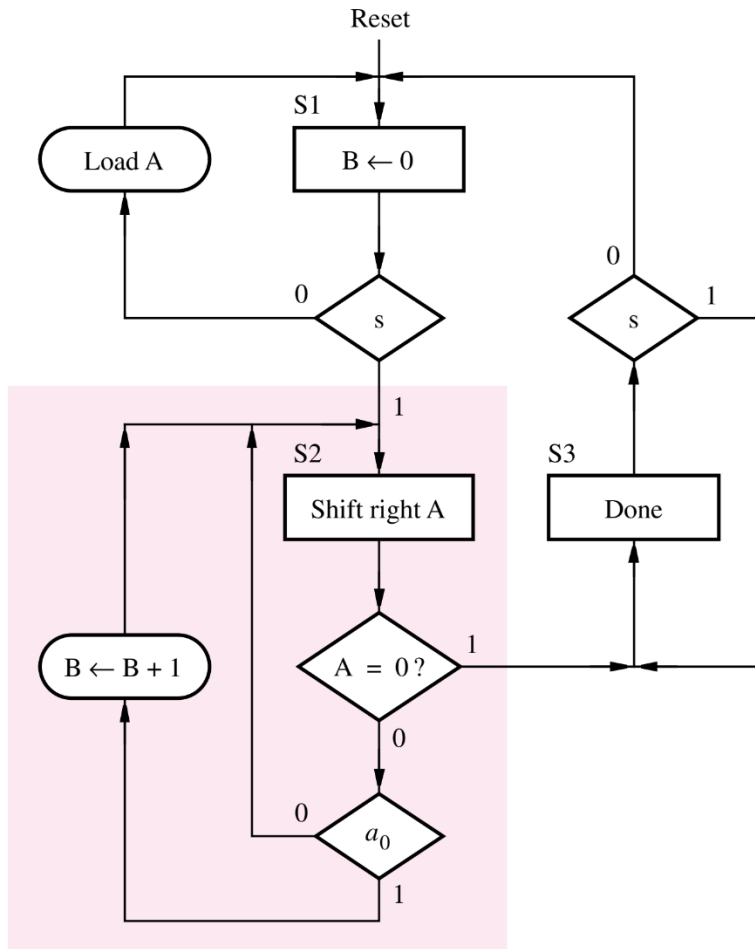 Reset
S1
Load A
B ← 0
0
s
0
s
1
1
S2
S3
Shift right A
Done
B ← B + 1
A = 0 ?
1
0
0
a0
1